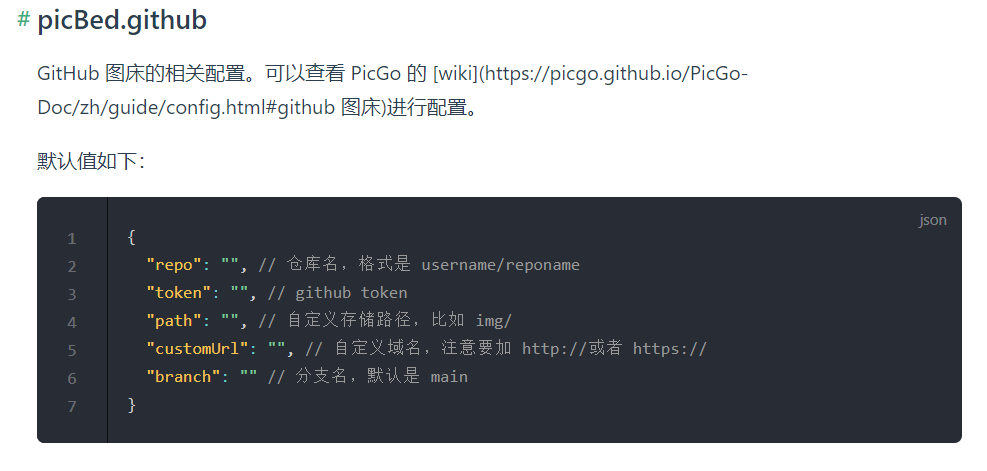 # picBed.github
GitHub 图床的相关配置。可以查看 PicGo 的 [wiki](https://picgo.github.io/PicGo-
Doc/zh/guide/config.html#github 图床)进行配置。
默认值如下：
json
1 {
2 "repo": "", // 仓库名，格式是 username/reponame
3 "token": "", // github token
4 "path": "", // 自定义存储路径，比如 img/
5 "customUrl": "", // 自定义域名，注意要加 http://或者 https://
6 "branch": "" // 分支名，默认是 main
7 }